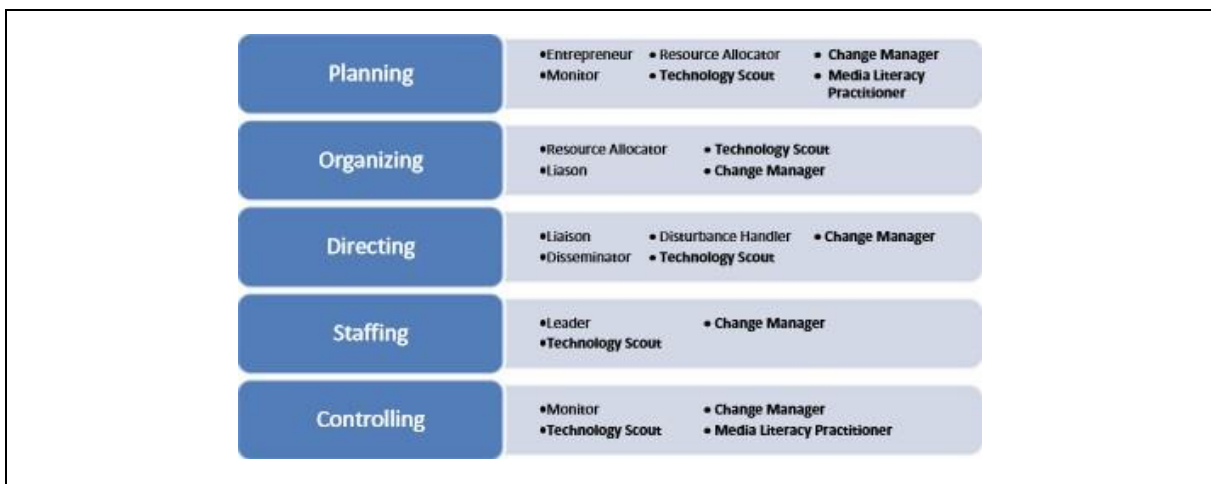 Planning
•Entrepreneur • Resource Allocator • Change Manager
•Monitor • Technology Scout • Media Literacy
Practitioner
Organizing
•Resource Allocator • Technology Scout
•Liason • Change Manager
Directing
•Liaison • Disturbance Handler • Change Manager
•Disseminator • Technology Scout
Staffing
•Leader • Change Manager
•Technology Scout
Controlling
•Monitor • Change Manager
•Technology Scout • Media Literacy Practitioner